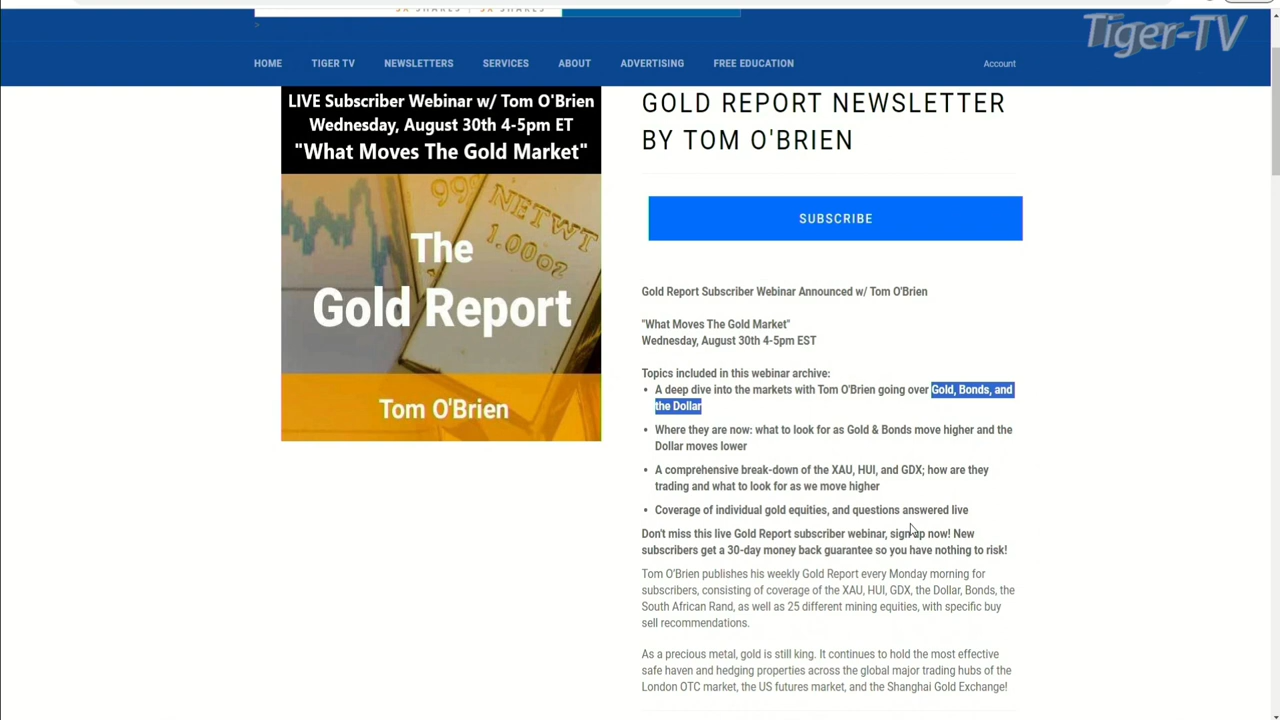 Tiger-TV
HOME TIGER TV NEWSLETTERS SERVICES ABOUT ADVERTISING FREE EDUCATION Account
LIVE Subscriber Webinar w/ Tom O'Brien
Wednesday, August 30th 4-5pm ET
"What Moves The Gold Market"
NETWT
1.00oz
The
Gold Report
Tom O'Brien
GOLD REPORT NEWSLETTER
BY TOM O'BRIEN
SUBSCRIBE
Gold Report Subscriber Webinar Announced w/ Tom O'Brien
"What Moves The Gold Market"
Wednesday, August 30th 4-5pm EST
Topics included in this webinar archive:
• A deep dive into the markets with Tom O'Brien going over Gold, Bonds, and
the Dollar
• Where they are now: what to look for as Gold & Bonds move higher and the
Dollar moves lower
• A comprehensive break-down of the XAU, HUI, and GDX; how are they
trading and what to look for as we move higher
• Coverage of individual gold equities, and questions answered live
Don't miss this live Gold Report subscriber webinar, sign up now! New
subscribers get a 30-day money back guarantee so you have nothing to risk!
Tom O'Brien publishes his weekly Gold Report every Monday morning for
subscribers, consisting of coverage of the XAU, HUI, GDX, the Dollar, Bonds, the
South African Rand, as well as 25 different mining equities, with specific buy
sell recommendations.
As a precious metal, gold is still king. It continues to hold the most effective
safe haven and hedging properties across the global major trading hubs of the
London OTC market, the US futures market, and the Shanghai Gold Exchange!